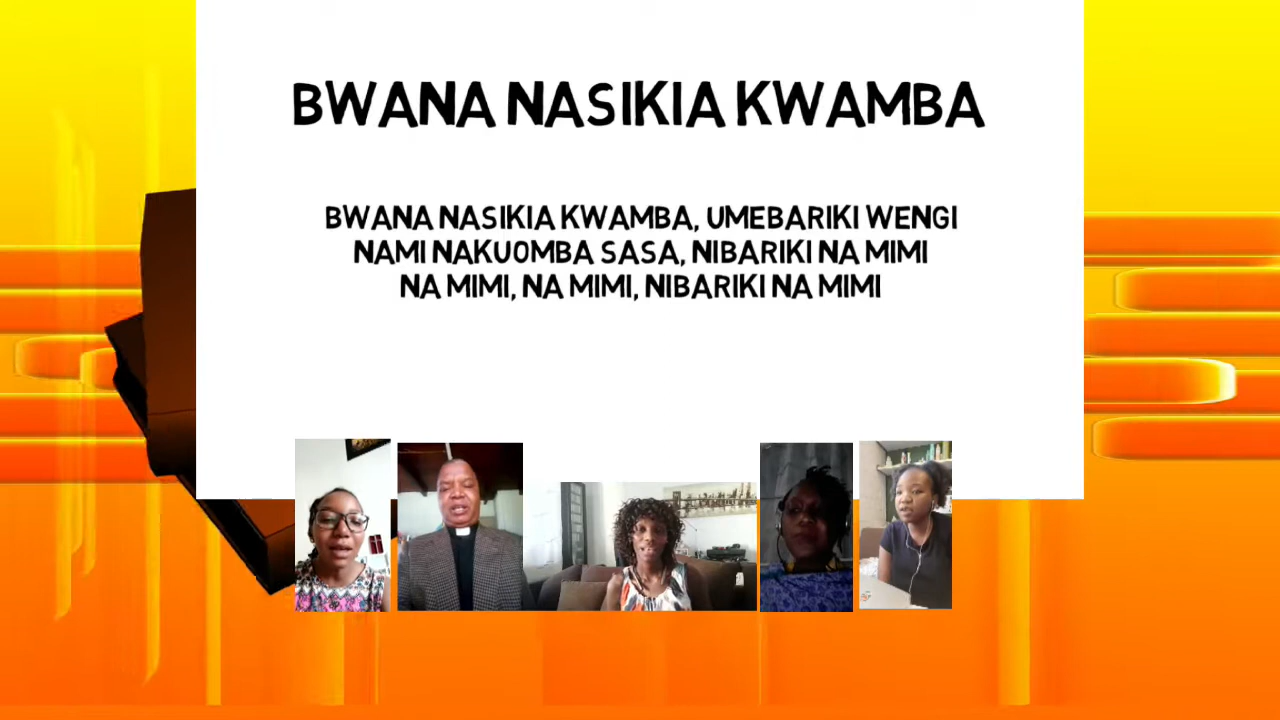 BWANA NASIKIA KWAMBA
BWANA NASIKIA KWAMBA, UMEBARIKI WENGI
NAMI NAKUOMBA SASA, NIBARIKI NA MIMI
NA MIMI, NA MIMI, NIBARIKI NA MIMI